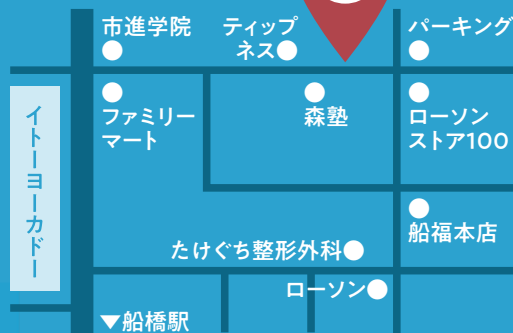 市進学院
ティップ
ネス
パーキング
ファミリー
マート
森塾
ローソン
ストア100
イトーヨーカドー
船福本店
たけぐち整形外科
ローソン
▼船橋駅